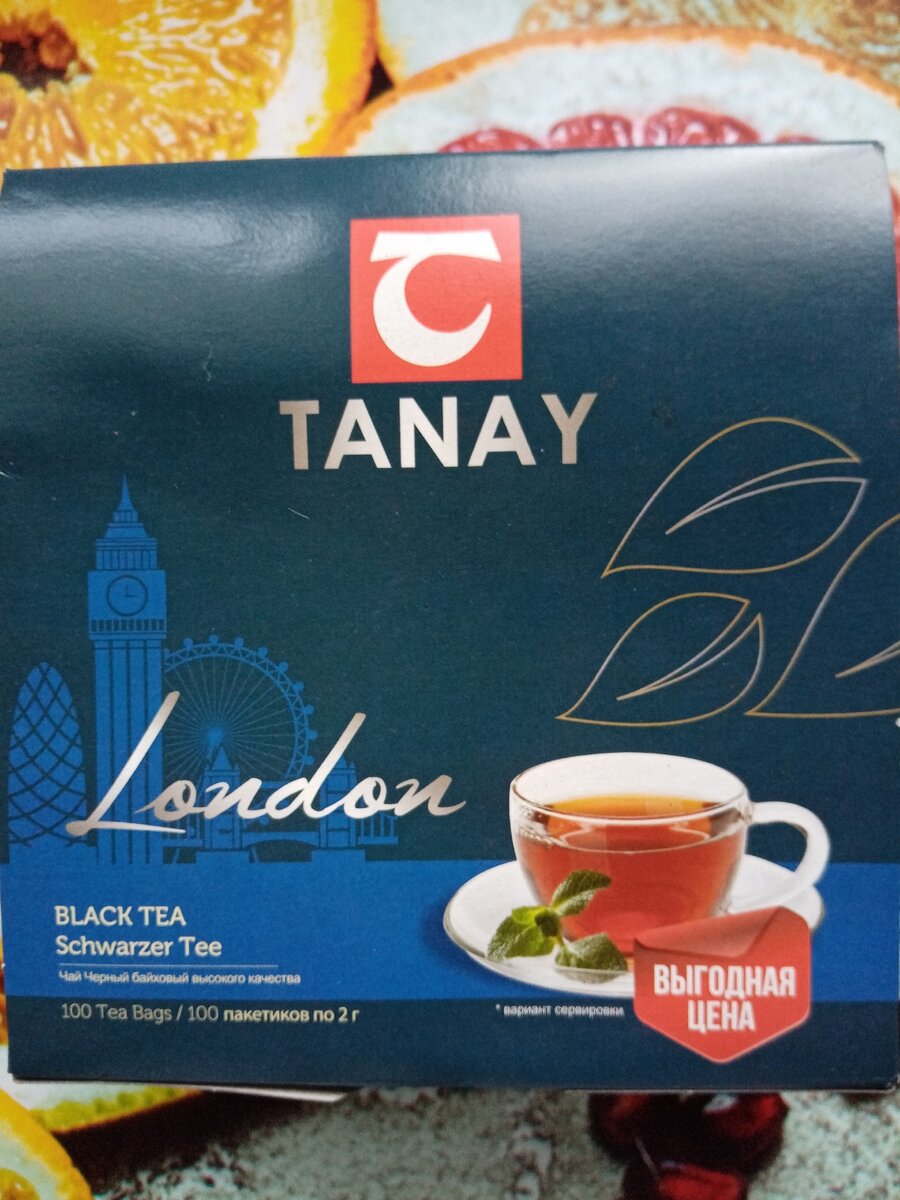 TANAY
London
BLACK TEA
Schwarzer Tee
Чай Черный байховый высокого качества
100 Tea Bags / 100 пакетиков по 2 г
* вариант сервировки
ВЫГОДНАЯ
ЦЕНА